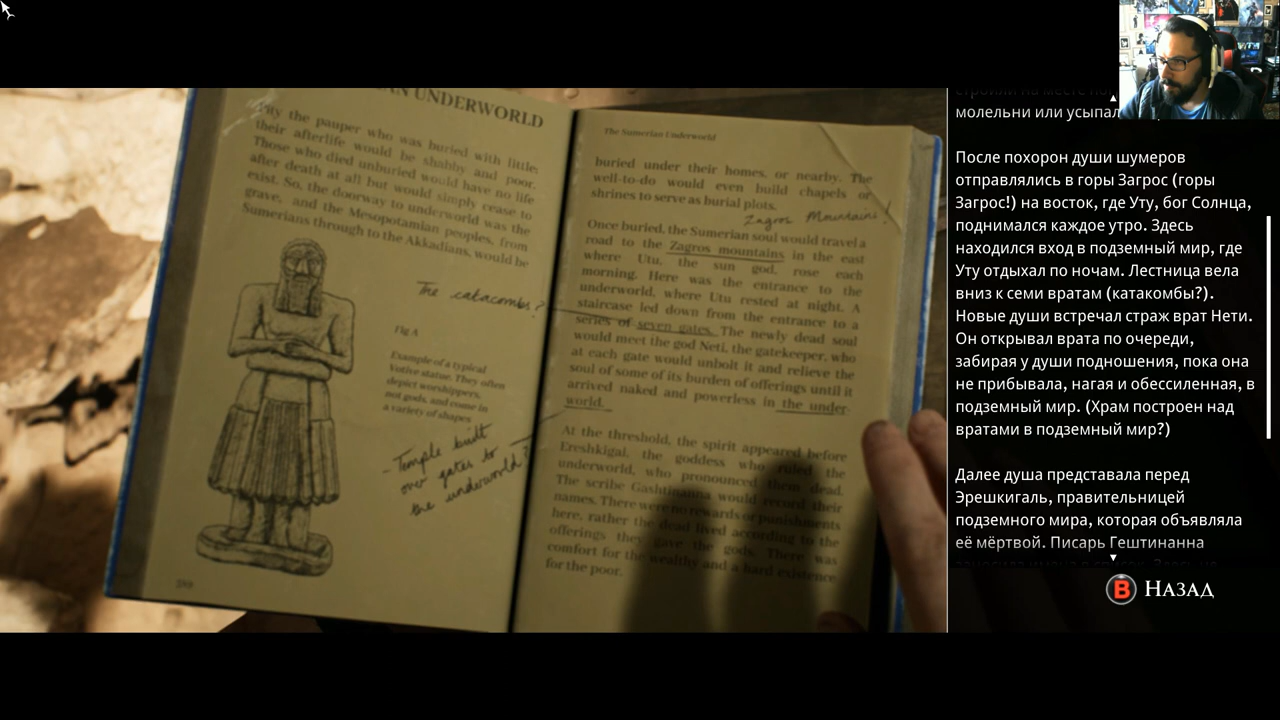 AN UNDERWORLD
Pity the pauper who was buried with little,
their afterlife would be shabby and poor.
Those who died unburied would have no life
after death at all but would simply cease to
exist. So, the doorway to underworld was the
grave, and the Mesopotamian peoples, from
Sumerians through to the Akkadians, would be
The catacombs?
Fig A
Example of a typical
Votive statue. They often
depict worshippers,
not gods, and come in
a variety of shapes
- Temple built
over gates to
the underworld?
The Sumerian Underworld
buried under their homes, or nearby. The
well-to-do would even build chapels or
shrines to serve as burial plots.
Zagros Mountains!
Once buried, the Sumerian soul would travel a
road to the Zagros mountains in the east
where Utu, the sun god, rose each
morning. Here was the entrance to the
underworld, where Utu rested at night. A
staircase led down from the entrance to a
series of seven gates. The newly dead soul
would meet the god Neti, the gatekeeper, who
at each gate would unbolt it and relieve the
soul of some of its burden of offerings until it
arrived naked and powerless in the under-
world.
At the threshold, the spirit appeared before
Ereshkigal, the goddess who ruled the
underworld, who pronounced them dead.
The scribe Gashtinanna would record their
names. There were no rewards or punishments
here, rather the dead lived according to the
offerings they gave the gods. There was
comfort for the wealthy and a hard existence
for the poor.
молельни или усыпал
После похорон души шумеров
отправлялись в горы Загрос (горы
Загрос!) на восток, где Уту, бог Солнца,
поднимался каждое утро. Здесь
находился вход в подземный мир, где
Уту отдыхал по ночам. Лестница вела
вниз к семи вратам (катакомбы?).
Новые души встречал страж врат Нети.
Он открывал врата по очереди,
забирая у души подношения, пока она
не прибывала, нагая и обессиленная, в
подземный мир. (Храм построен над
вратами в подземный мир?)
Далее душа представала перед
Эрешкигаль, правительницей
подземного мира, которая объявляла
её мёртвой. Писарь Гештинанна
B Назад